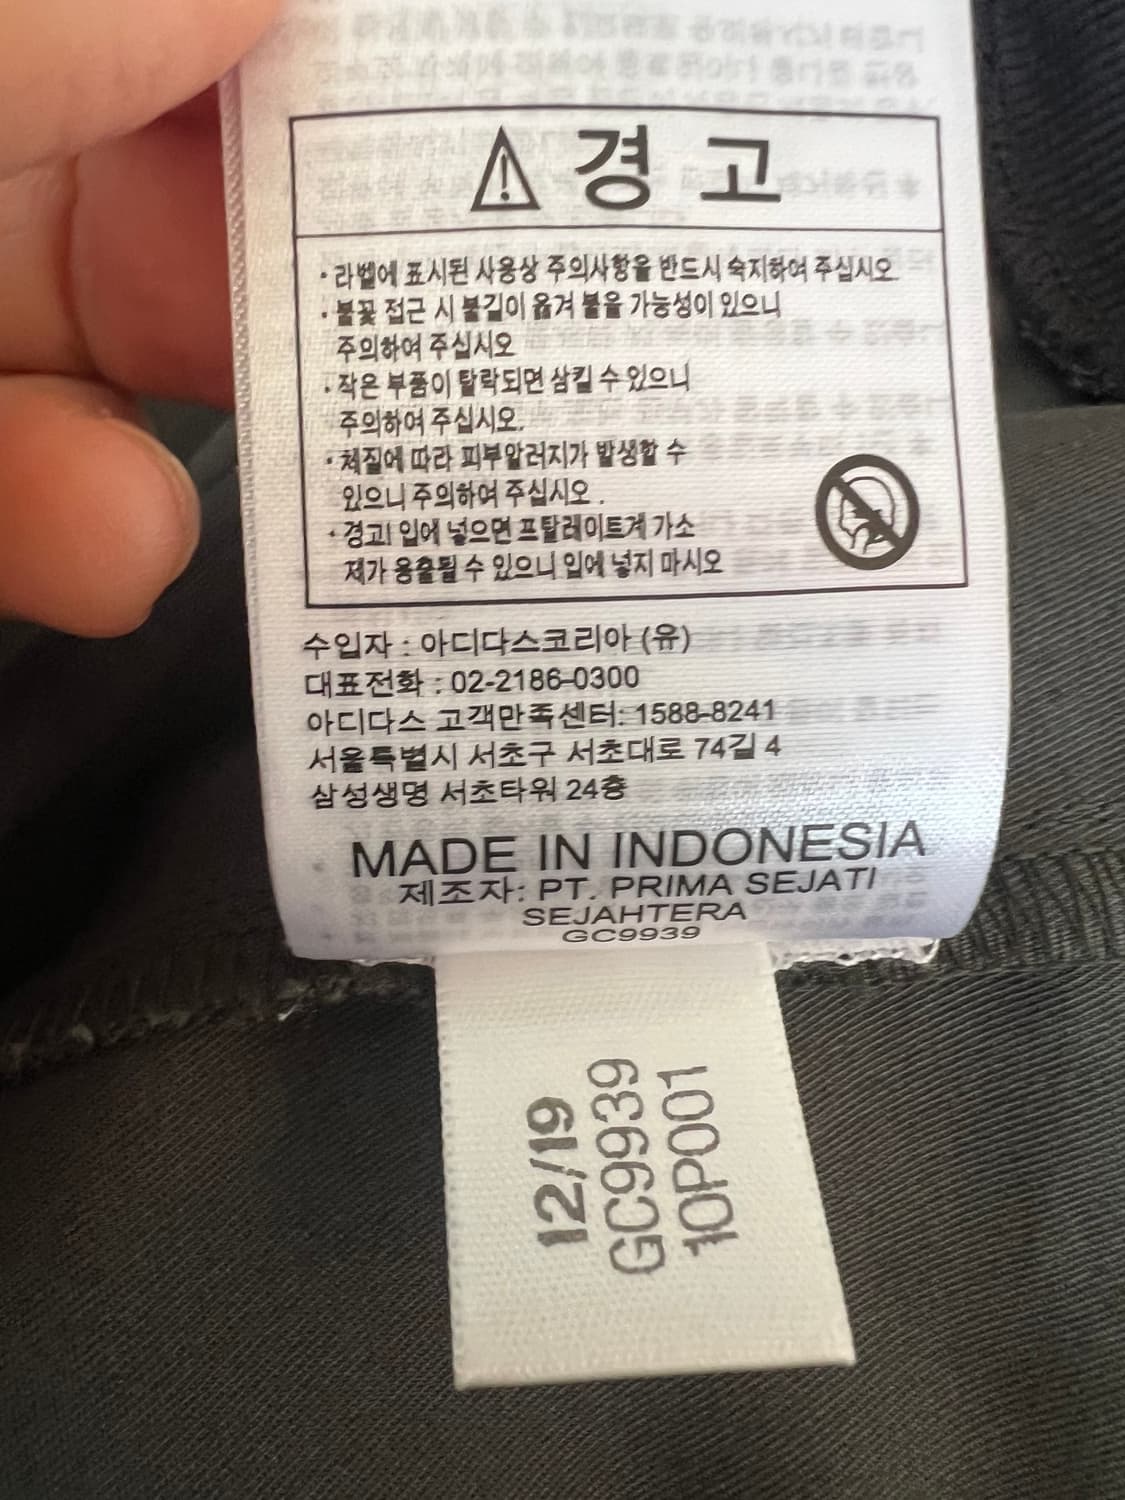 경 고
· 라벨에 표시된 사용상 주의사항을 반드시 숙지하여 주십시오
· 불꽃 접근 시 불길이 옮겨 붙을 가능성이 있으니
주의하여 주십시오
· 작은 부품이 탈락되면 삼킬 수 있으니
주의하여 주십시오.
· 체질에 따라 피부알러지가 발생할 수
있으니 주의하여 주십시오 .
· 경고! 입에 넣으면 프탈레이트계 가소
제가 용출될 수 있으니 입에 넣지 마시오
수입자 : 아디다스코리아 (유)
대표전화 : 02-2186-0300
아디다스 고객만족센터: 1588-8241
서울특별시 서초구 서초대로 74길 4
삼성생명 서초타워 24층
MADE IN INDONESIA
제조자: PT. PRIMA SEJATI
SEJAHTERA
GC9939
12/19
GC9939
10P001